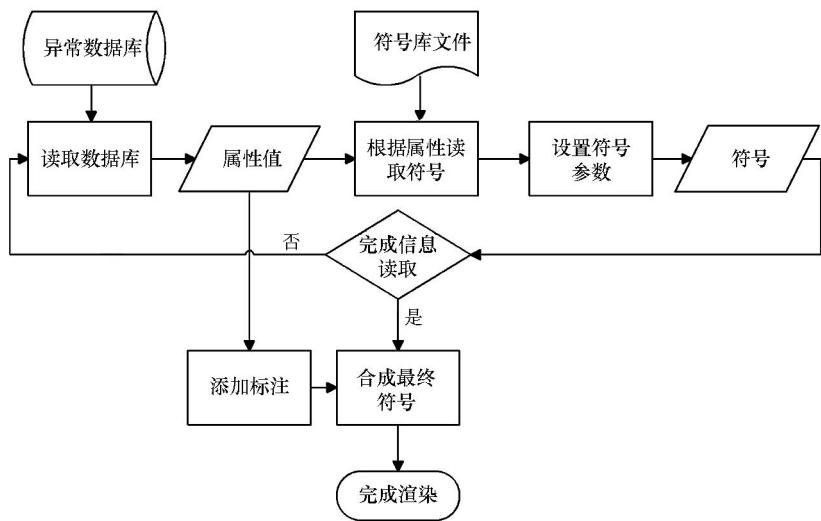 异常数据库
符号库文件
读取数据库
属性值
根据属性读
取符号
设置符号
参数
符号
否
完成信息
读取
是
添加标注
合成最终
符号
完成渲染